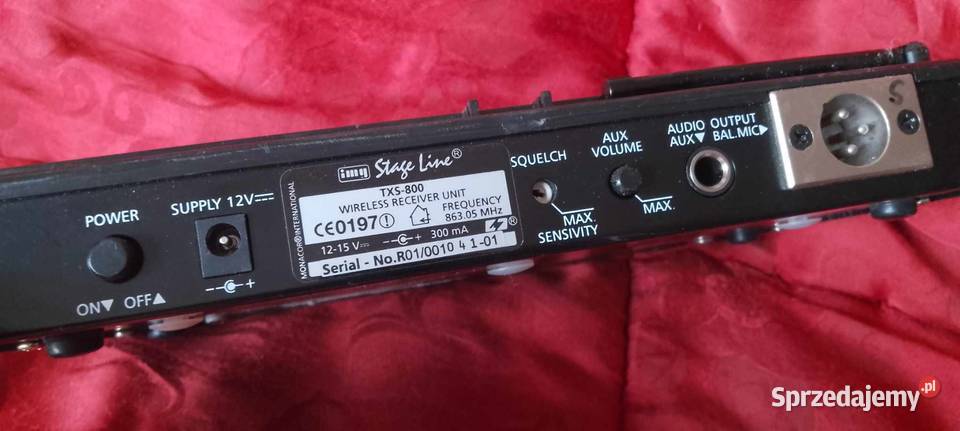 POWER
ON▼ OFF▲
SUPPLY 12V⎓
- +
MONACOR®INTERNATIONAL
img Stage Line®
TXS-800
WIRELESS RECEIVER UNIT
CE0197! FREQUENCY
863.05 MHz
12-15 V⎓ - + 300 mA ®
Serial - No.R01/0010 4 1-01
SQUELCH
MAX.
SENSIVITY
AUX
VOLUME
MAX.
AUDIO OUTPUT
AUX▼ BAL.MIC▶
S
Sprzedajemy.pl